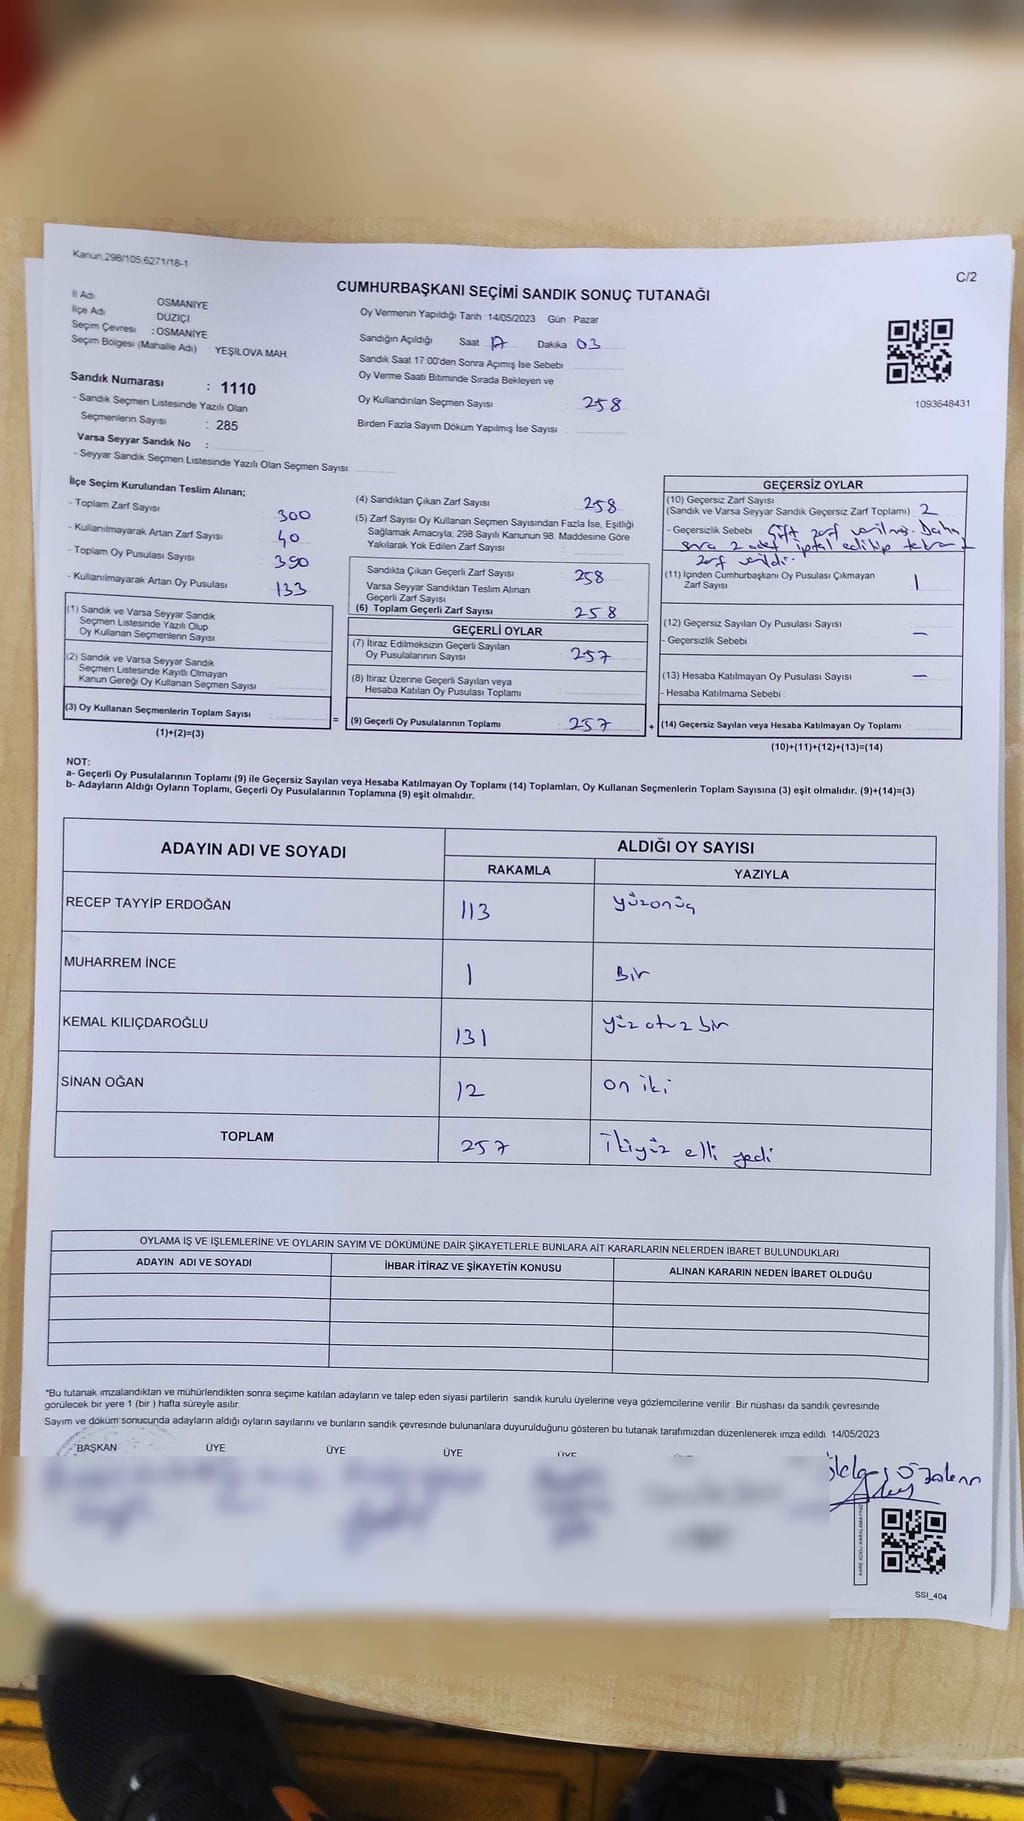 Kanun.298/105,6271/18-1
C/2
CUMHURBAŞKANI SEÇİMİ SANDIK SONUÇ TUTANAĞI
İl Adı OSMANİYE
İlçe Adı DÜZİÇİ
Seçim Çevresi : OSMANİYE
Seçim Bölgesi (Mahalle Adı) : YEŞİLOVA MAH.
Sandık Numarası : 1110
- Sandık Seçmen Listesinde Yazılı Olan
Seçmenlerin Sayısı : 285
Varsa Seyyar Sandık No :
- Seyyar Sandık Seçmen Listesinde Yazılı Olan Seçmen Sayısı:
Oy Vermenin Yapıldığı Tarih : 14/05/2023 Gün : Pazar
Sandığın Açıldığı Saat 17 Dakika 03
Sandık Saat 17:00'den Sonra Açımış İse Sebebi
Oy Verme Saati Bitiminde Sırada Bekleyen ve
Oy Kullandırılan Seçmen Sayısı : 258
Birden Fazla Sayım Döküm Yapılmış İse Sayısı :
1093648431
İlçe Seçim Kurulundan Teslim Alınan;
- Toplam Zarf Sayısı : 300
- Kullanılmayarak Artan Zarf Sayısı : 40
- Toplam Oy Pusulası Sayısı : 390
- Kullanılmayarak Artan Oy Pusulası : 133
(1) Sandık ve Varsa Seyyar Sandık
Seçmen Listesinde Yazılı Olup
Oy Kullanan Seçmenlerin Sayısı :
(2) Sandık ve Varsa Seyyar Sandık
Seçmen Listesinde Kayıtlı Olmayan
Kanun Gereği Oy Kullanan Seçmen Sayısı :
(3) Oy Kullanan Seçmenlerin Toplam Sayısı :
(1)+(2)=(3)
=
(4) Sandıktan Çıkan Zarf Sayısı : 258
(5) Zarf Sayısı Oy Kullanan Seçmen Sayısından Fazla İse, Eşitliği
Sağlamak Amacıyla, 298 Sayılı Kanunun 98. Maddesine Göre
Yakılarak Yok Edilen Zarf Sayısı :
Sandıkta Çıkan Geçerli Zarf Sayısı : 258
Varsa Seyyar Sandıktan Teslim Alınan
Geçerli Zarf Sayısı :
(6) Toplam Geçerli Zarf Sayısı : 258
GEÇERLİ OYLAR
(7) İtiraz Edilmeksizin Geçerli Sayılan
Oy Pusulalarının Sayısı : 257
(8) İtiraz Üzerine Geçerli Sayılan veya
Hesaba Katılan Oy Pusulası Toplamı :
(9) Geçerli Oy Pusulalarının Toplamı : 257
+
GEÇERSİZ OYLAR
(10) Geçersiz Zarf Sayısı
(Sandık ve Varsa Seyyar Sandık Geçersiz Zarf Toplamı) : 2
- Geçersizlik Sebebi : Çift zarf verilmiş. Daha
sonra 2 adet iptal edilip tekrar
zarf verildi.
(11) İçinden Cumhurbaşkanı Oy Pusulası Çıkmayan
Zarf Sayısı : 1
(12) Geçersiz Sayılan Oy Pusulası Sayısı : -
- Geçersizlik Sebebi :
(13) Hesaba Katılmayan Oy Pusulası Sayısı : -
- Hesaba Katılmama Sebebi :
(14) Geçersiz Sayılan veya Hesaba Katılmayan Oy Toplamı :
(10)+(11)+(12)+(13)=(14)
NOT:
a- Geçerli Oy Pusulalarının Toplamı (9) ile Geçersiz Sayılan veya Hesaba Katılmayan Oy Toplamı (14) Toplamları, Oy Kullanan Seçmenlerin Toplam Sayısına (3) eşit olmalıdır. (9)+(14)=(3)
b- Adayların Aldığı Oyların Toplamı, Geçerli Oy Pusulalarının Toplamına (9) eşit olmalıdır.
ADAYIN ADI VE SOYADI ALDIĞI OY SAYISI
RAKAMLA YAZIYLA
RECEP TAYYİP ERDOĞAN 113 yüzonüç
MUHARREM İNCE 1 Bir
KEMAL KILIÇDAROĞLU 131 yüz otuz bir
SİNAN OĞAN 12 on iki
TOPLAM 257 İkiyüz elli yedi
OYLAMA İŞ VE İŞLEMLERİNE VE OYLARIN SAYIM VE DÖKÜMÜNE DAİR ŞİKAYETLERLE BUNLARA AİT KARARLARIN NELERDEN İBARET BULUNDUKLARI
ADAYIN ADI VE SOYADI İHBAR İTİRAZ VE ŞİKAYETİN KONUSU ALINAN KARARIN NEDEN İBARET OLDUĞU
*Bu tutanak imzalandıktan ve mühürlendikten sonra seçime katılan adayların ve talep eden siyasi partilerin sandık kurulu üyelerine veya gözlemcilerine verilir. Bir nüshası da sandık çevresinde
görülecek bir yere 1 (bir ) hafta süreyle asılır.
Sayım ve döküm sonucunda adayların aldığı oyların sayılarını ve bunların sandık çevresinde bulunanlara duyurulduğunu gösteren bu tutanak tarafımızdan düzenlenerek imza edildi. 14/05/2023
BAŞKAN ÜYE ÜYE ÜYE ÜYE
SSI_404